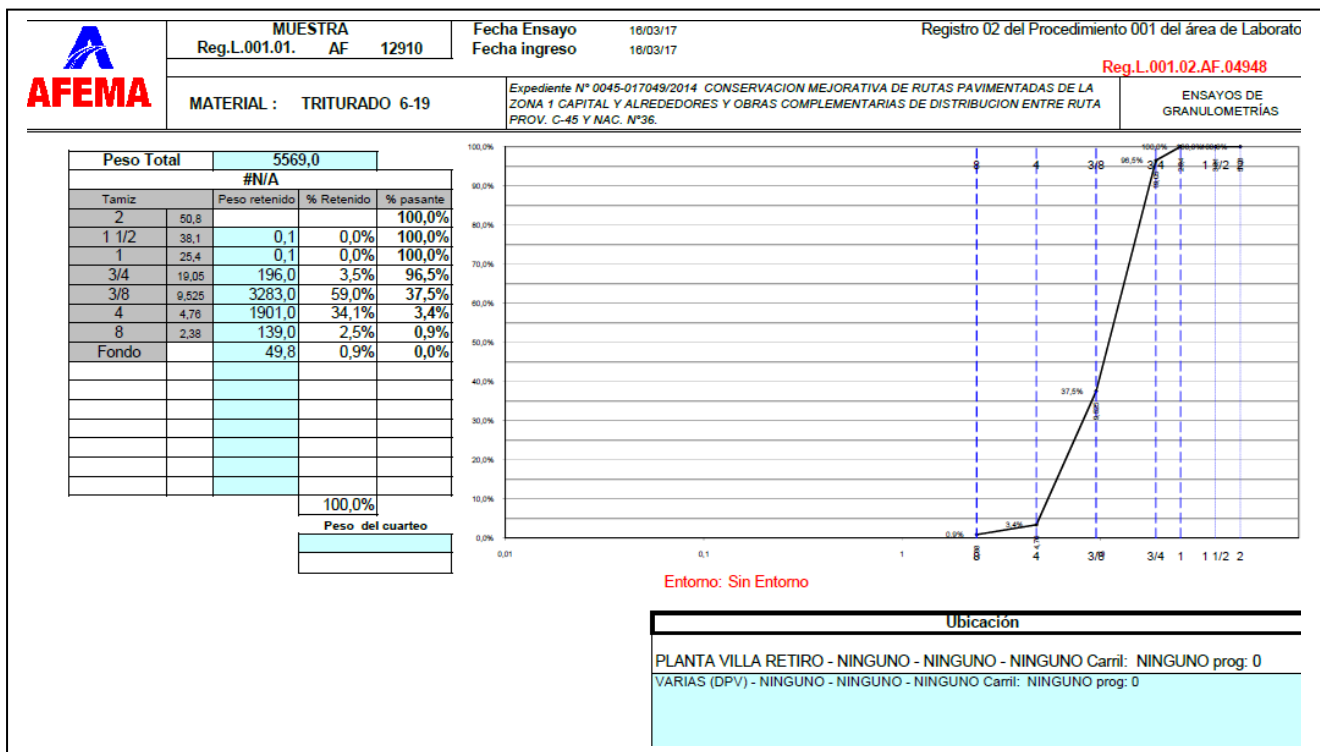 AFEMA
MUESTRA
Reg.L.001.01. AF 12910
MATERIAL : TRITURADO 6-19
Fecha Ensayo 16/03/17
Fecha ingreso 16/03/17
Registro 02 del Procedimiento 001 del área de Laborato
Reg.L.001.02.AF.04948
Expediente N° 0045-017049/2014 CONSERVACION MEJORATIVA DE RUTAS PAVIMENTADAS DE LA
ZONA 1 CAPITAL Y ALREDEDORES Y OBRAS COMPLEMENTARIAS DE DISTRIBUCION ENTRE RUTA
PROV. C-45 Y NAC. N°36.
ENSAYOS DE
GRANULOMETRÍAS
Peso Total 5569,0
#N/A
Tamiz Peso retenido % Retenido % pasante
2 50,8 100,0%
1 1/2 38,1 0,1 0,0% 100,0%
1 25,4 0,1 0,0% 100,0%
3/4 19,05 196,0 3,5% 96,5%
3/8 9,525 3283,0 59,0% 37,5%
4 4,76 1901,0 34,1% 3,4%
8 2,38 139,0 2,5% 0,9%
Fondo 49,8 0,9% 0,0%
100,0%
Peso del cuarteo
100,0%
90,0%
80,0%
70,0%
60,0%
50,0%
40,0%
30,0%
20,0%
10,0%
0,0%
8 4 3/8 3/4 1 1 1/2 2
100,0%
96,5%
37,5%
3,4%
0,9%
0,01 0,1 1
8 4 3/8 3/4 1 1 1/2 2
Entorno: Sin Entorno
Ubicación
PLANTA VILLA RETIRO - NINGUNO - NINGUNO - NINGUNO Carril: NINGUNO prog: 0
VARIAS (DPV) - NINGUNO - NINGUNO - NINGUNO Carril: NINGUNO prog: 0